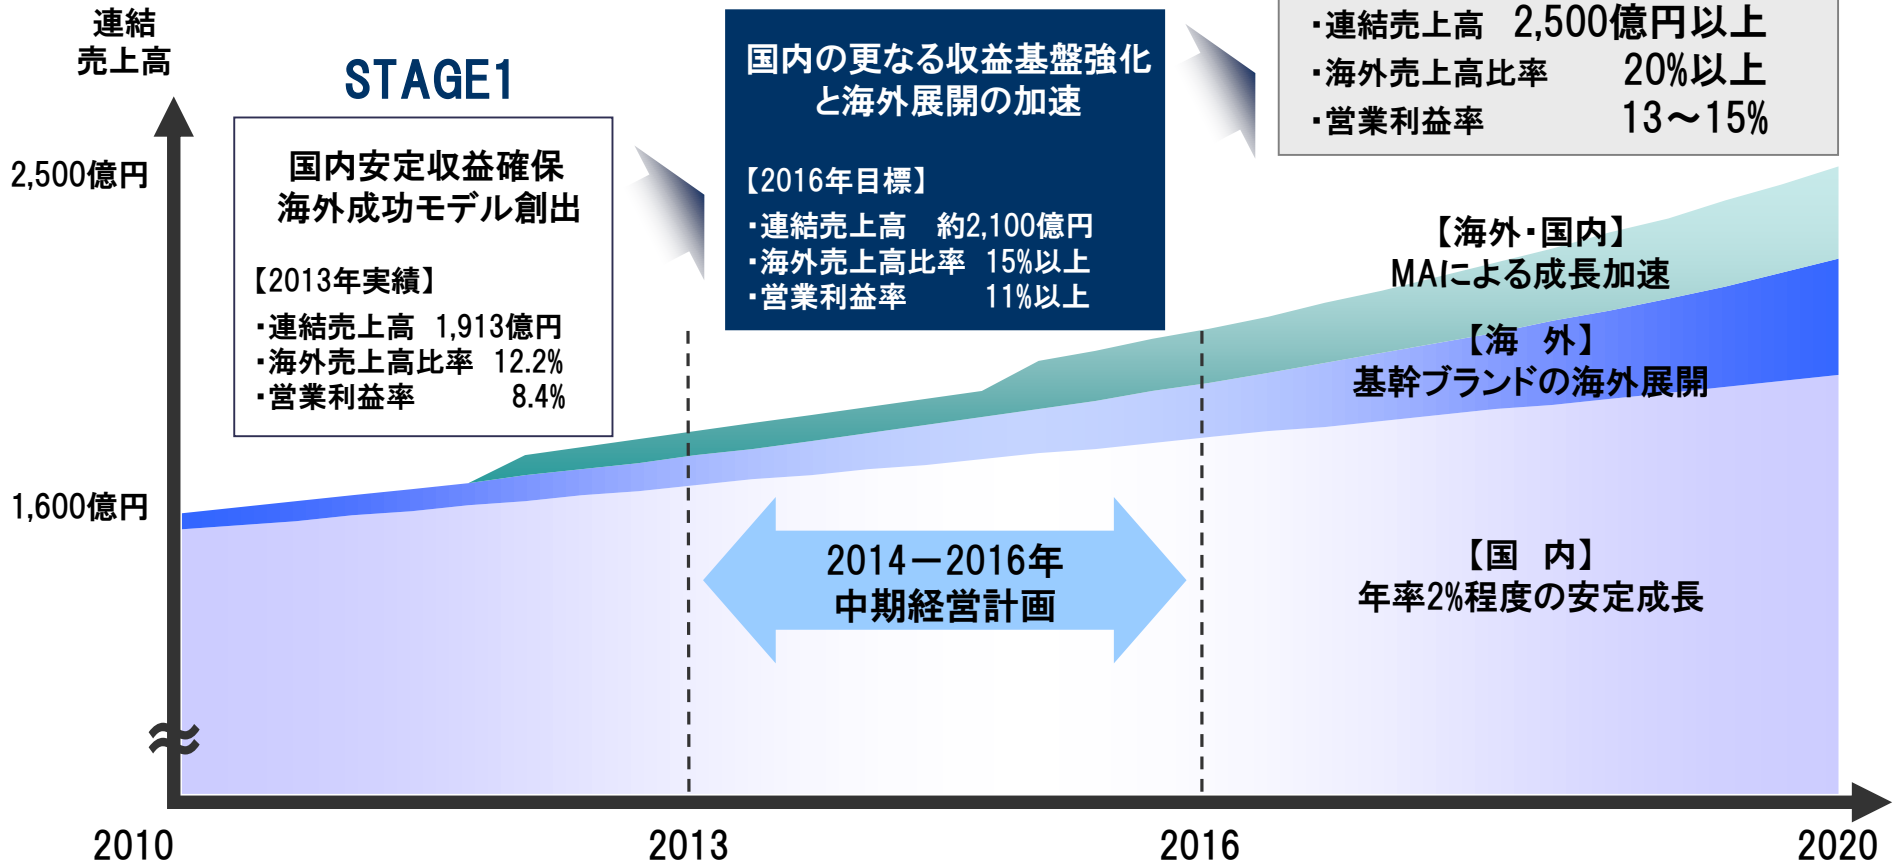 連結
売上高
STAGE1
国内安定収益確保
海外成功モデル創出
【2013年実績】
・連結売上高 1,913億円
・海外売上高比率 12.2%
・営業利益率 8.4%
国内の更なる収益基盤強化
と海外展開の加速
【2016年目標】
・連結売上高 約2,100億円
・海外売上高比率 15%以上
・営業利益率 11%以上
・連結売上高 2,500億円以上
・海外売上高比率 20%以上
・営業利益率 13～15%
2,500億円
1,600億円
【海外・国内】
MAによる成長加速
【海　外】
基幹ブランドの海外展開
【国　内】
年率2%程度の安定成長
2014－2016年
中期経営計画
2010
2013
2016
2020